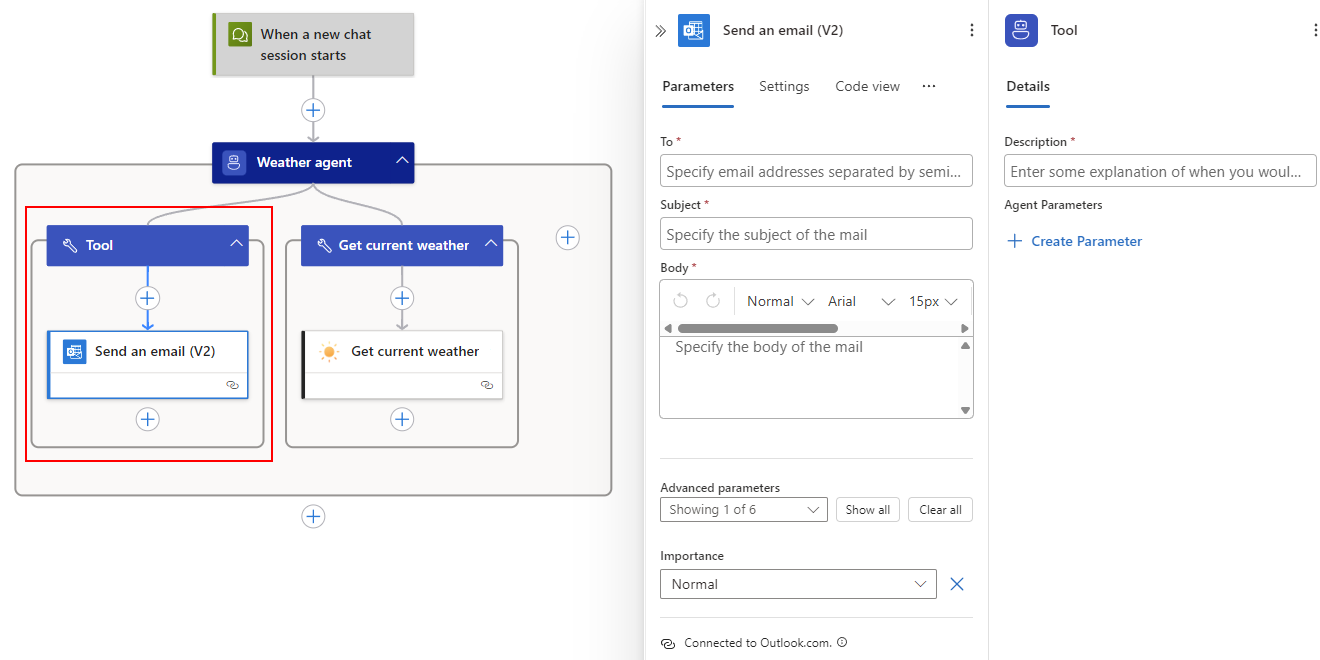 When a new chat
session starts
Weather agent
Tool
Get current weather
Send an email (V2)
Get current weather
Send an email (V2)
Parameters
Settings
Code view
To *
Specify email addresses separated by semi...
Subject *
Specify the subject of the mail
Body *
Normal
Arial
15px
Specify the body of the mail
Advanced parameters
Showing 1 of 6
Show all
Clear all
Importance
Normal
Connected to Outlook.com.
Tool
Details
Description *
Enter some explanation of when you woul...
Agent Parameters
Create Parameter